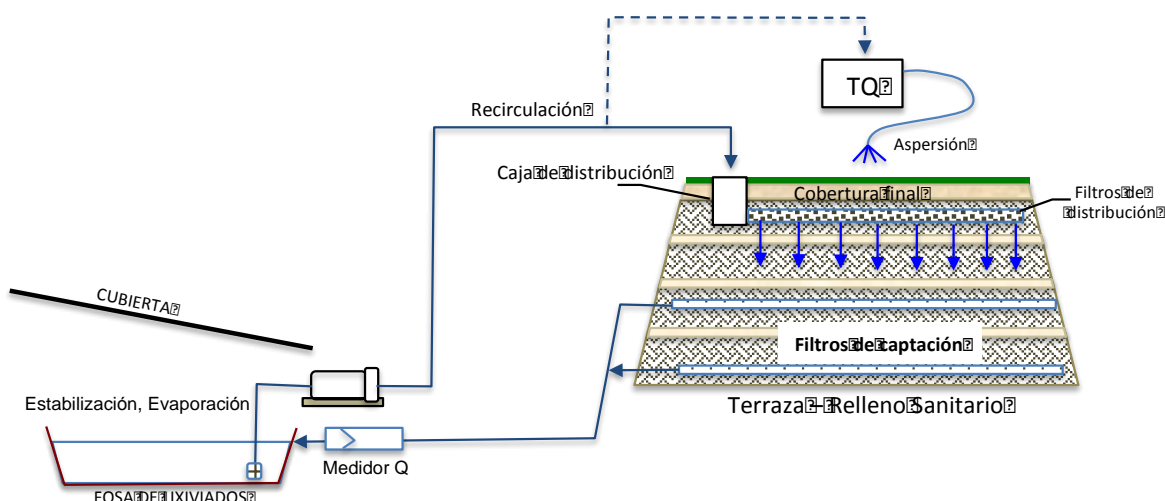 TQ
Recirculación
Aspersión
Caja de distribución
Cobertura final
Filtros de
distribución
CUBIERTA
Filtros de captación
Estabilización, Evaporación
Terraza – Relleno Sanitario
Medidor Q
FOSA DE LIXIVIADOS